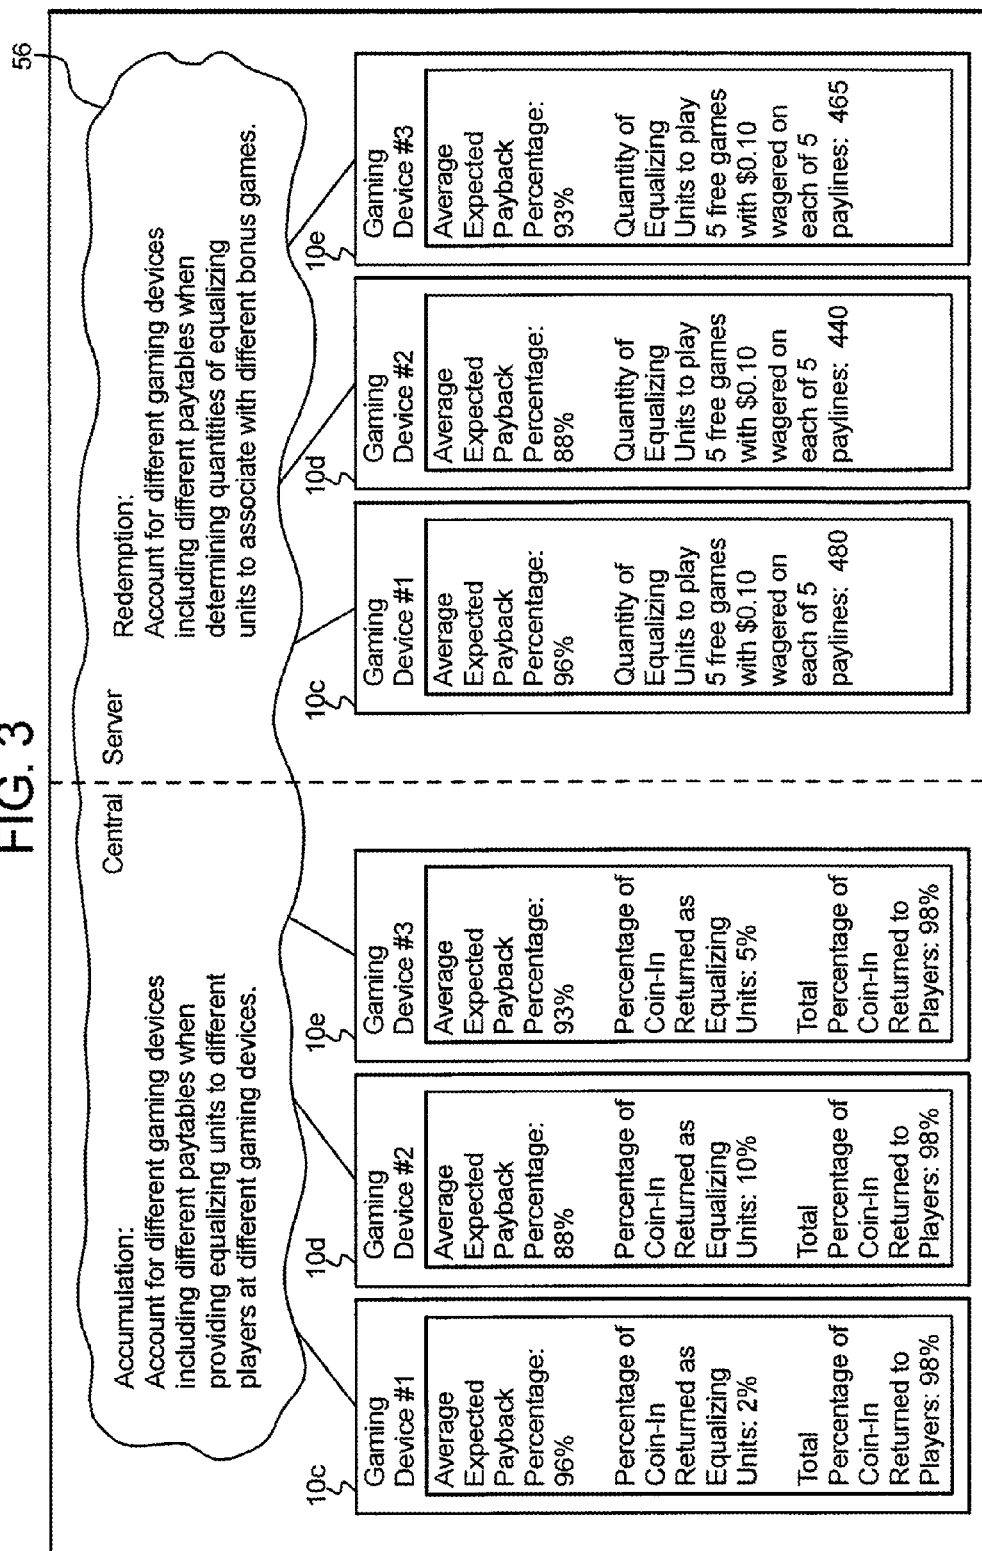 FIG. 3
56
Central Server
Accumulation:
Account for different gaming devices
including different paytables when
providing equalizing units to different
players at different gaming devices.
Redemption:
Account for different gaming devices
including different paytables when
determining quantities of equalizing
units to associate with different bonus games.
10c
Gaming
Device #1
Average
Expected
Payback
Percentage:
96%
Percentage of
Coin-In
Returned as
Equalizing
Units: 2%
Total
Percentage of
Coin-In
Returned to
Players: 98%
10d
Gaming
Device #2
Average
Expected
Payback
Percentage:
88%
Percentage of
Coin-In
Returned as
Equalizing
Units: 10%
Total
Percentage of
Coin-In
Returned to
Players: 98%
10e
Gaming
Device #3
Average
Expected
Payback
Percentage:
93%
Percentage of
Coin-In
Returned as
Equalizing
Units: 5%
Total
Percentage of
Coin-In
Returned to
Players: 98%
10c
Gaming
Device #1
Average
Expected
Payback
Percentage:
96%
Quantity of
Equalizing
Units to play
5 free games
with $0.10
wagered on
each of 5
paylines: 480
10d
Gaming
Device #2
Average
Expected
Payback
Percentage:
88%
Quantity of
Equalizing
Units to play
5 free games
with $0.10
wagered on
each of 5
paylines: 440
10e
Gaming
Device #3
Average
Expected
Payback
Percentage:
93%
Quantity of
Equalizing
Units to play
5 free games
with $0.10
wagered on
each of 5
paylines: 465